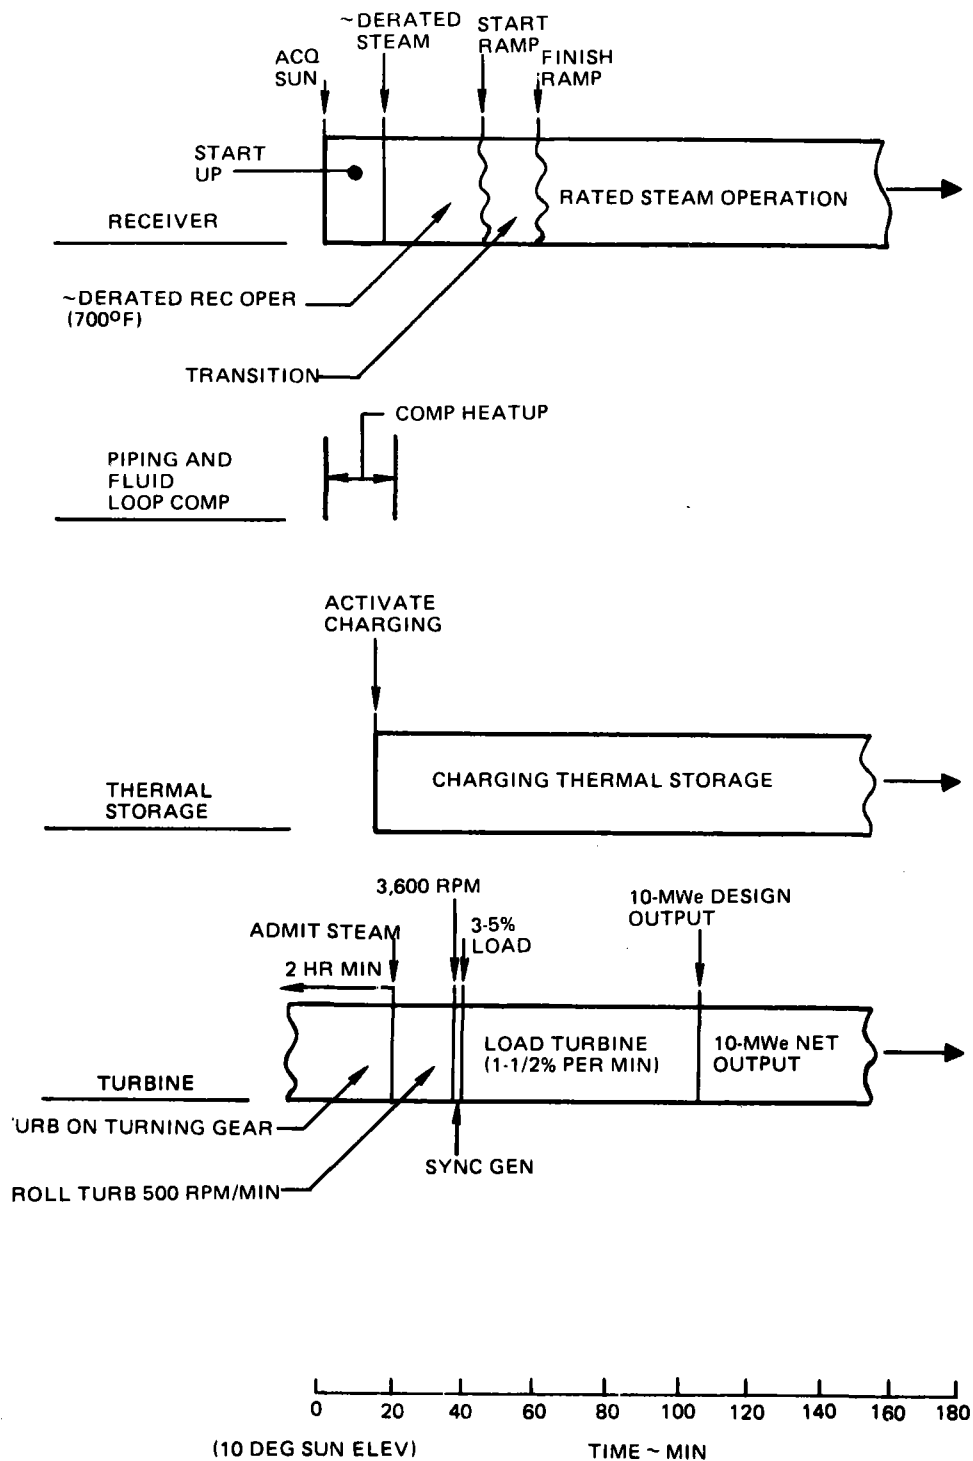 ~DERATED
STEAM
START
RAMP
ACQ
SUN
FINISH
RAMP
START
UP
RATED STEAM OPERATION
RECEIVER
~DERATED REC OPER
(700°F)
TRANSITION
COMP HEATUP
PIPING AND
FLUID
LOOP COMP
ACTIVATE
CHARGING
CHARGING THERMAL STORAGE
THERMAL
STORAGE
3,600 RPM
10-MWe DESIGN
OUTPUT
ADMIT STEAM
3-5%
LOAD
2 HR MIN
LOAD TURBINE
(1-1/2% PER MIN)
10-MWe NET
OUTPUT
TURBINE
URB ON TURNING GEAR
SYNC GEN
ROLL TURB 500 RPM/MIN
0 20 40 60 80 100 120 140 160 180
(10 DEG SUN ELEV)
TIME ~ MIN